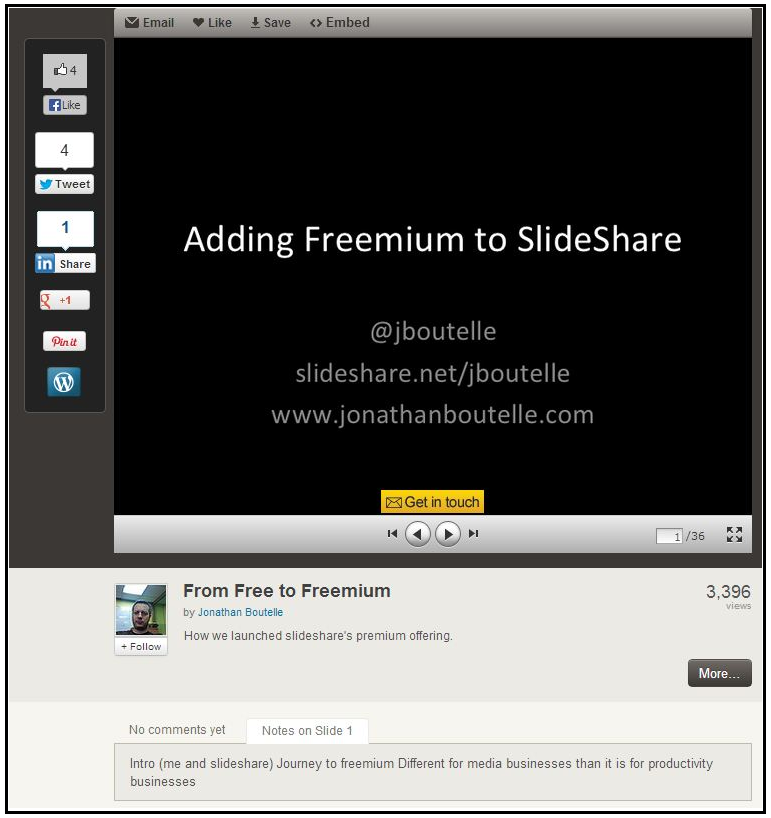 Email Like Save Embed
4
Like
4
Tweet
1
Share
+1
Pin it
Adding Freemium to SlideShare
@jboutelle
slideshare.net/jboutelle
www.jonathanboutelle.com
Get in touch
1 /36
From Free to Freemium
by Jonathan Boutelle
How we launched slideshare's premium offering.
+ Follow
3,396
views
More...
No comments yet Notes on Slide 1
Intro (me and slideshare) Journey to freemium Different for media businesses than it is for productivity
businesses